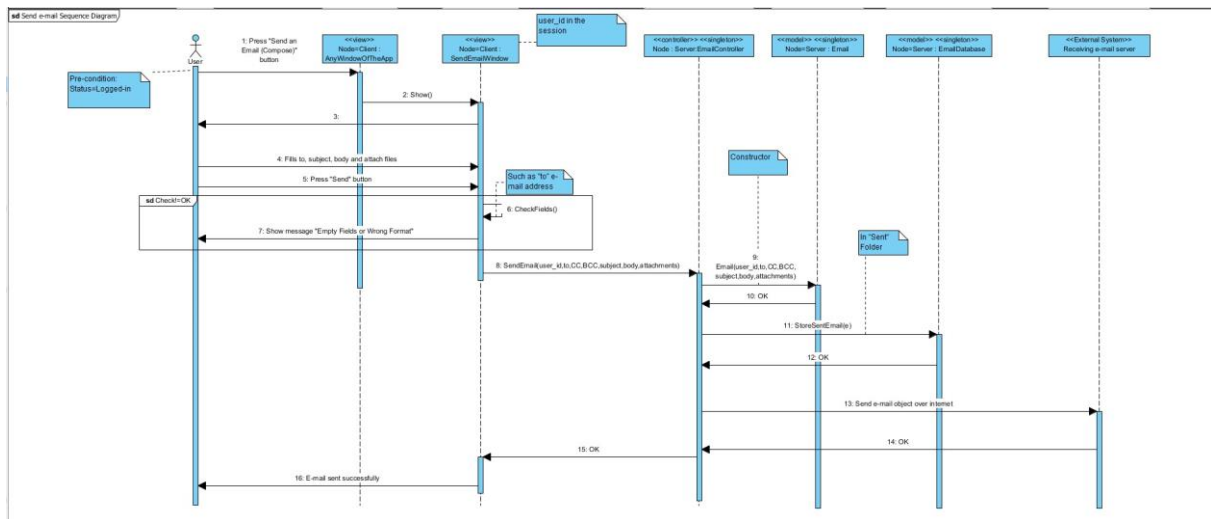 sd Send e-mail Sequence Diagram
user_id in the
session
1: Press "Send an
Email (Compose)"
button
User
<<view>>
Node=Client :
AnyWindowOfTheApp
<<view>>
Node=Client :
SendEmailWindow
<<controller>> <<singleton>>
Node : Server:EmailController
<<model>> <<singleton>>
Node=Server : Email
<<model>> <<singleton>>
Node=Server : EmailDatabase
<<External System>>
Receiving e-mail server
Pre-condition:
Status=Logged-in
2: Show()
3:
4: Fills to, subject, body and attach files
5: Press "Send" button
Such as "to" e-
mail address
sd Check!=OK
6: CheckFields()
7: Show message "Empty Fields or Wrong Format"
Constructor
In "Sent"
Folder
8: SendEmail(user_id,to,CC,BCC,subject,body,attachments)
9:
Email(user_id,to,CC,BCC,
subject,body,attachments)
10: OK
11: StoreSentEmail(e)
12: OK
13: Send e-mail object over internet
14: OK
15: OK
16: E-mail sent successfully